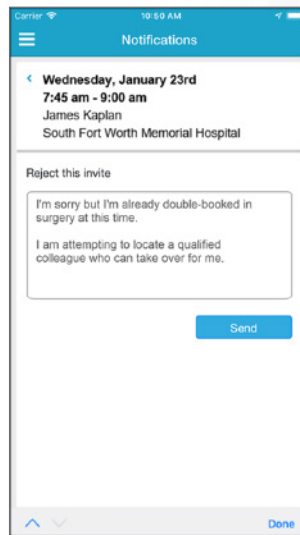 Carrier 10:50 AM
Notifications
Wednesday, January 23rd
7:45 am - 9:00 am
James Kaplan
South Fort Worth Memorial Hospital
Reject this invite
I'm sorry but I'm already double-booked in
surgery at this time.
I am attempting to locate a qualified
colleague who can take over for me.
Send
Done